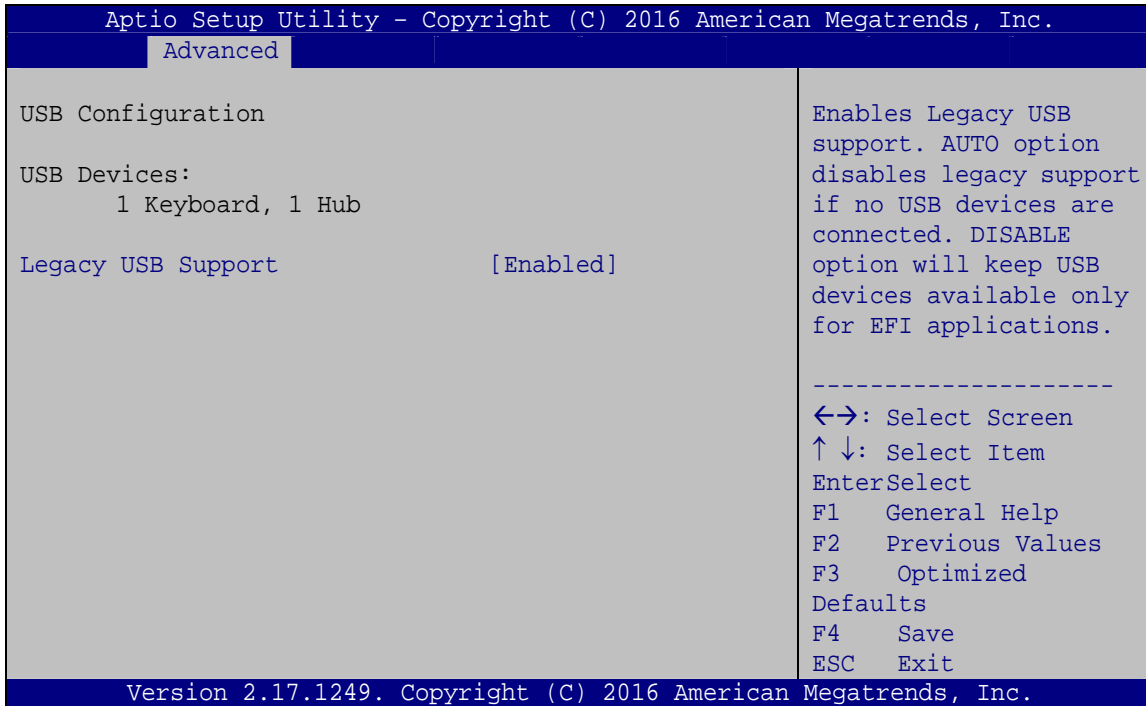 Aptio Setup Utility – Copyright (C) 2016 American Megatrends, Inc.
Advanced
USB Configuration
USB Devices:
1 Keyboard, 1 Hub
Legacy USB Support [Enabled]
Enables Legacy USB
support. AUTO option
disables legacy support
if no USB devices are
connected. DISABLE
option will keep USB
devices available only
for EFI applications.
---------------------
←→: Select Screen
↑ ↓: Select Item
EnterSelect
F1 General Help
F2 Previous Values
F3 Optimized
Defaults
F4 Save
ESC Exit
Version 2.17.1249. Copyright (C) 2016 American Megatrends, Inc.